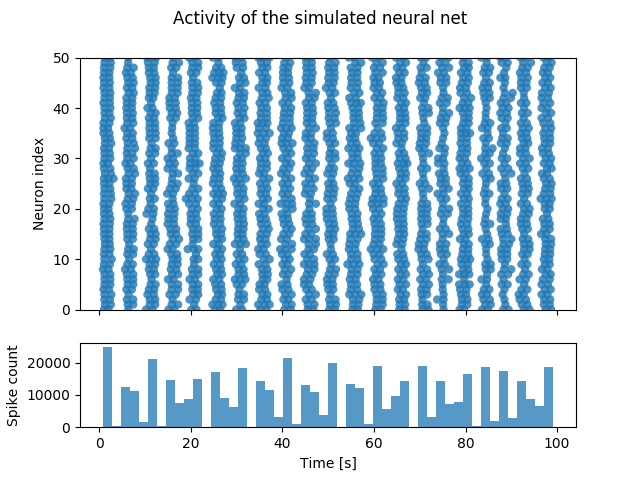 Activity of the simulated neural net
50
40
30
20
10
0
Neuron index
20000
10000
0
Spike count
0 20 40 60 80 100
Time [s]